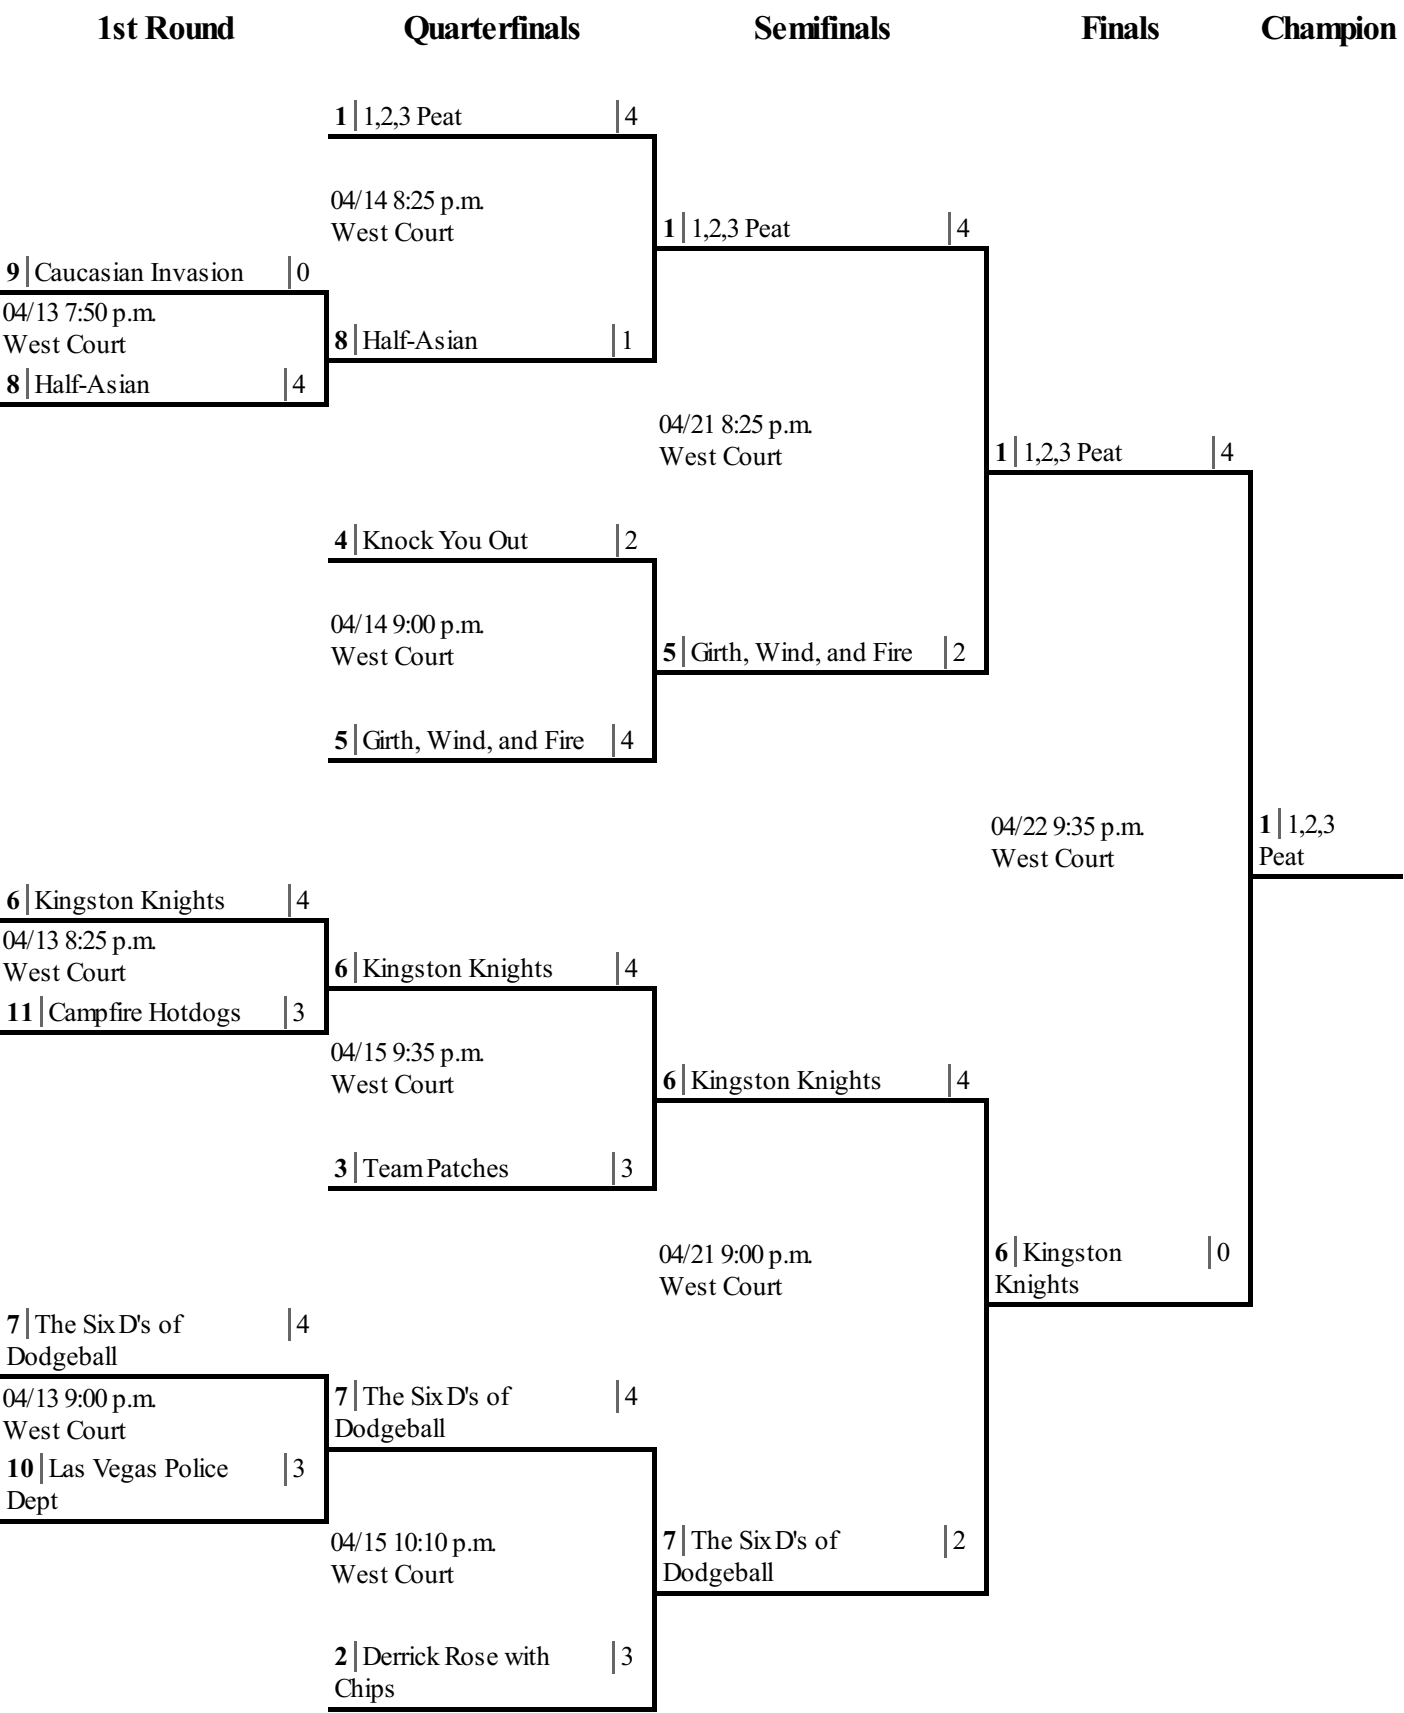 1st Round Quarterfinals Semifinals Finals Champion
1 1,2,3 Peat 4
04/14 8:25 p.m.
West Court
1 1,2,3 Peat 4
9 Caucasian Invasion 0
04/13 7:50 p.m.
West Court
8 Half-Asian 1
8 Half-Asian 4
04/21 8:25 p.m.
West Court
1 1,2,3 Peat 4
4 Knock You Out 2
04/14 9:00 p.m.
West Court
5 Girth, Wind, and Fire 2
5 Girth, Wind, and Fire 4
04/22 9:35 p.m.
West Court
1 1,2,3
Peat
6 Kingston Knights 4
04/13 8:25 p.m.
West Court
6 Kingston Knights 4
11 Campfire Hotdogs 3
04/15 9:35 p.m.
West Court
6 Kingston Knights 4
3 Team Patches 3
04/21 9:00 p.m.
West Court
6 Kingston 0
Knights
7 The Six D's of 4
Dodgeball
04/13 9:00 p.m.
West Court
7 The Six D's of 4
Dodgeball
10 Las Vegas Police 3
Dept
04/15 10:10 p.m.
West Court
7 The Six D's of 2
Dodgeball
2 Derrick Rose with 3
Chips